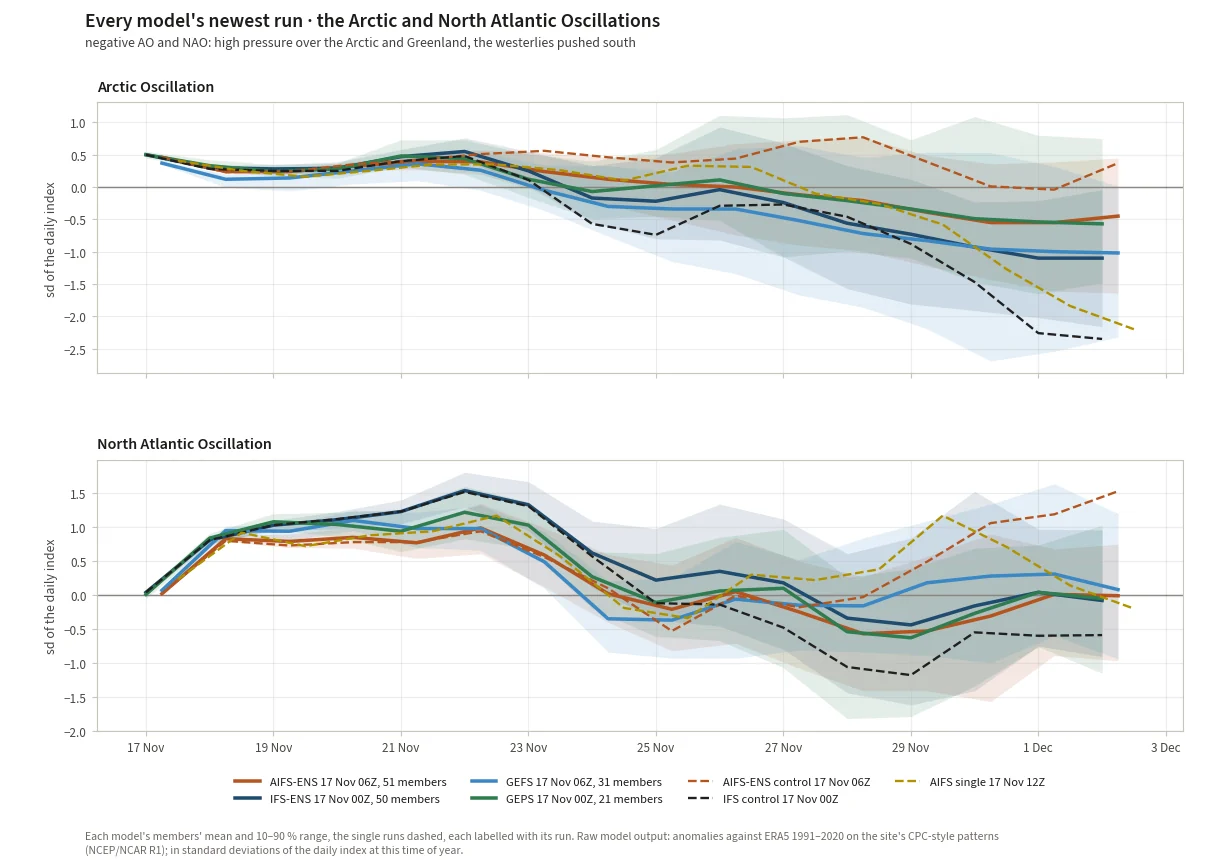 Every model's newest run · the Arctic and North Atlantic Oscillations
negative AO and NAO: high pressure over the Arctic and Greenland, the westerlies pushed south
Arctic Oscillation
1.0
0.5
0.0
−0.5
−1.0
−1.5
−2.0
−2.5
sd of the daily index
North Atlantic Oscillation
1.5
1.0
0.5
0.0
−0.5
−1.0
−1.5
−2.0
sd of the daily index
17 Nov 19 Nov 21 Nov 23 Nov 25 Nov 27 Nov 29 Nov 1 Dec 3 Dec
AIFS-ENS 17 Nov 06Z, 51 members GEFS 17 Nov 06Z, 31 members AIFS-ENS control 17 Nov 06Z AIFS single 17 Nov 12Z
IFS-ENS 17 Nov 00Z, 50 members GEPS 17 Nov 00Z, 21 members IFS control 17 Nov 00Z
Each model's members' mean and 10–90 % range, the single runs dashed, each labelled with its run. Raw model output: anomalies against ERA5 1991–2020 on the site's CPC-style patterns
(NCEP/NCAR R1); in standard deviations of the daily index at this time of year.